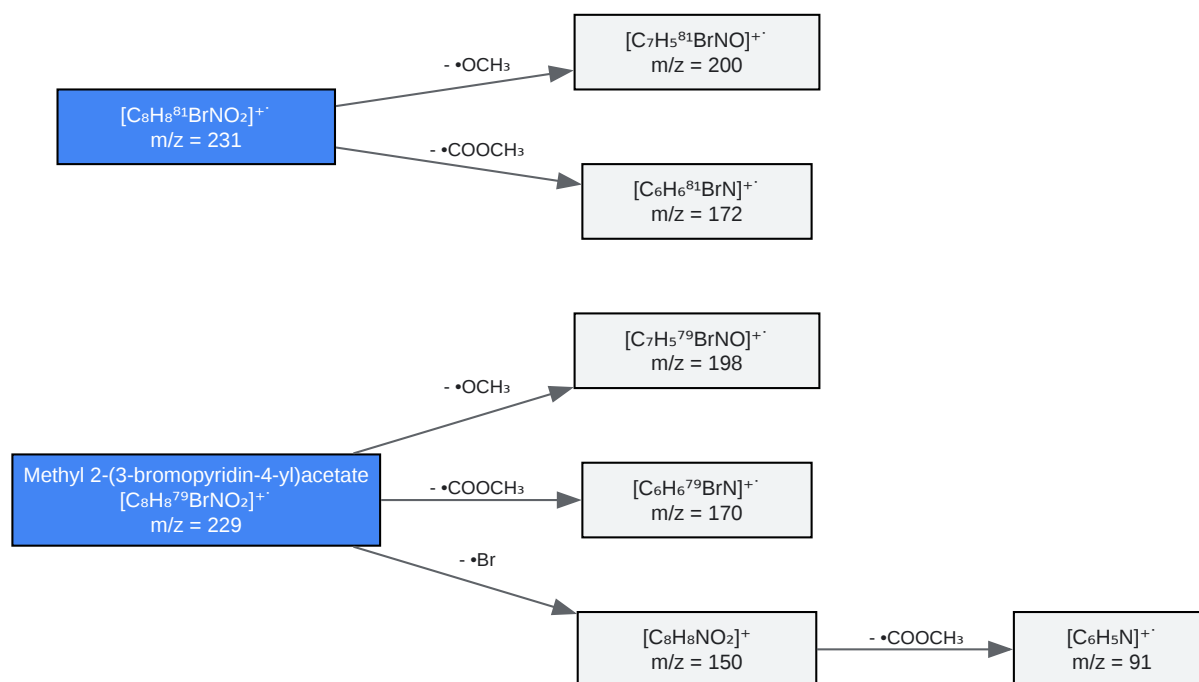 [C₇H₅⁸¹BrNO]⁺˙
m/z = 200
- •OCH₃
[C₈H₈⁸¹BrNO₂]⁺˙
m/z = 231
- •COOCH₃
[C₆H₆⁸¹BrN]⁺˙
m/z = 172
[C₇H₅⁷⁹BrNO]⁺˙
m/z = 198
- •OCH₃
Methyl 2-(3-bromopyridin-4-yl)acetate
[C₈H₈⁷⁹BrNO₂]⁺˙
m/z = 229
- •COOCH₃
[C₆H₆⁷⁹BrN]⁺˙
m/z = 170
- •Br
[C₈H₈NO₂]⁺
m/z = 150
- •COOCH₃
[C₆H₅N]⁺˙
m/z = 91